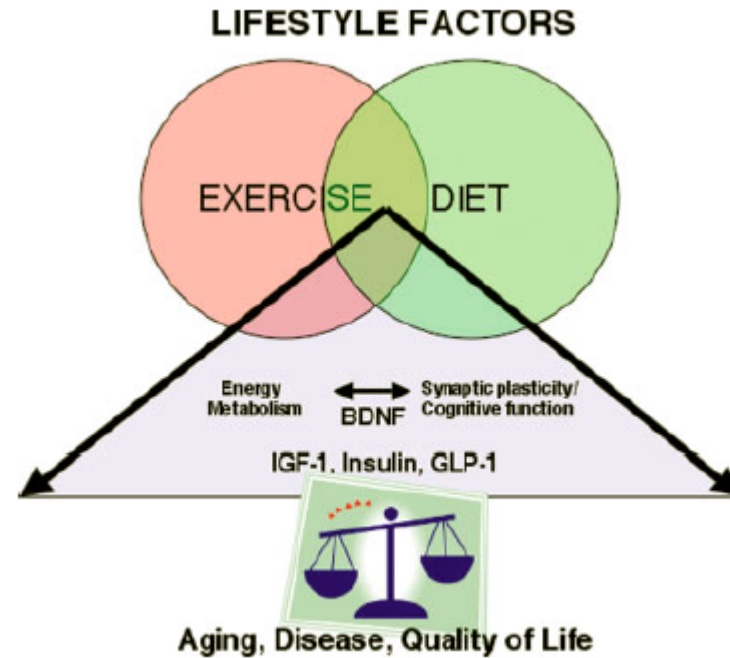 LIFESTYLE FACTORS
EXERCISE DIET
Energy Metabolism
BDNF
Synaptic plasticity/
Cognitive function
IGF-1, Insulin, GLP-1
Aging, Disease, Quality of Life